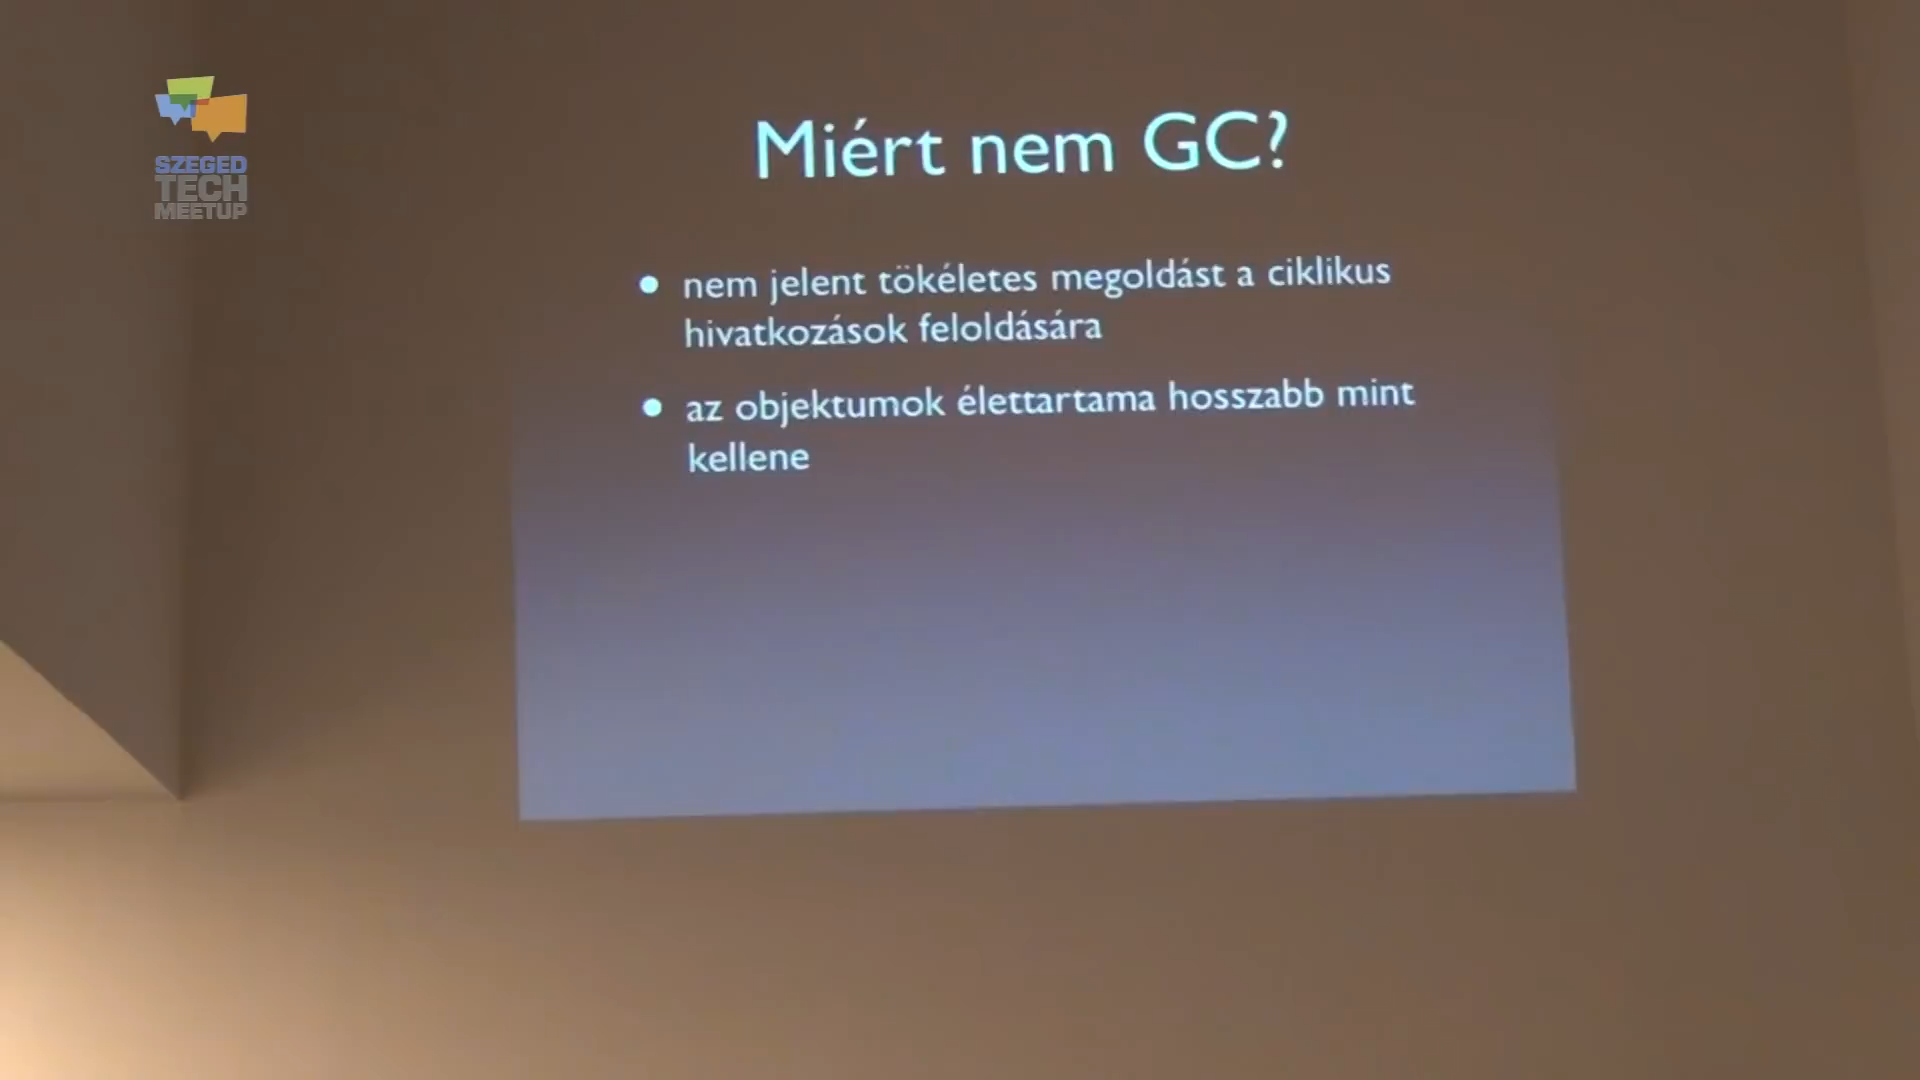 SZEGED
TECH
MEETUP
Miért nem GC?
nem jelent tökéletes megoldást a ciklikus
hivatkozások feloldására
az objektumok élettartama hosszabb mint
kellene